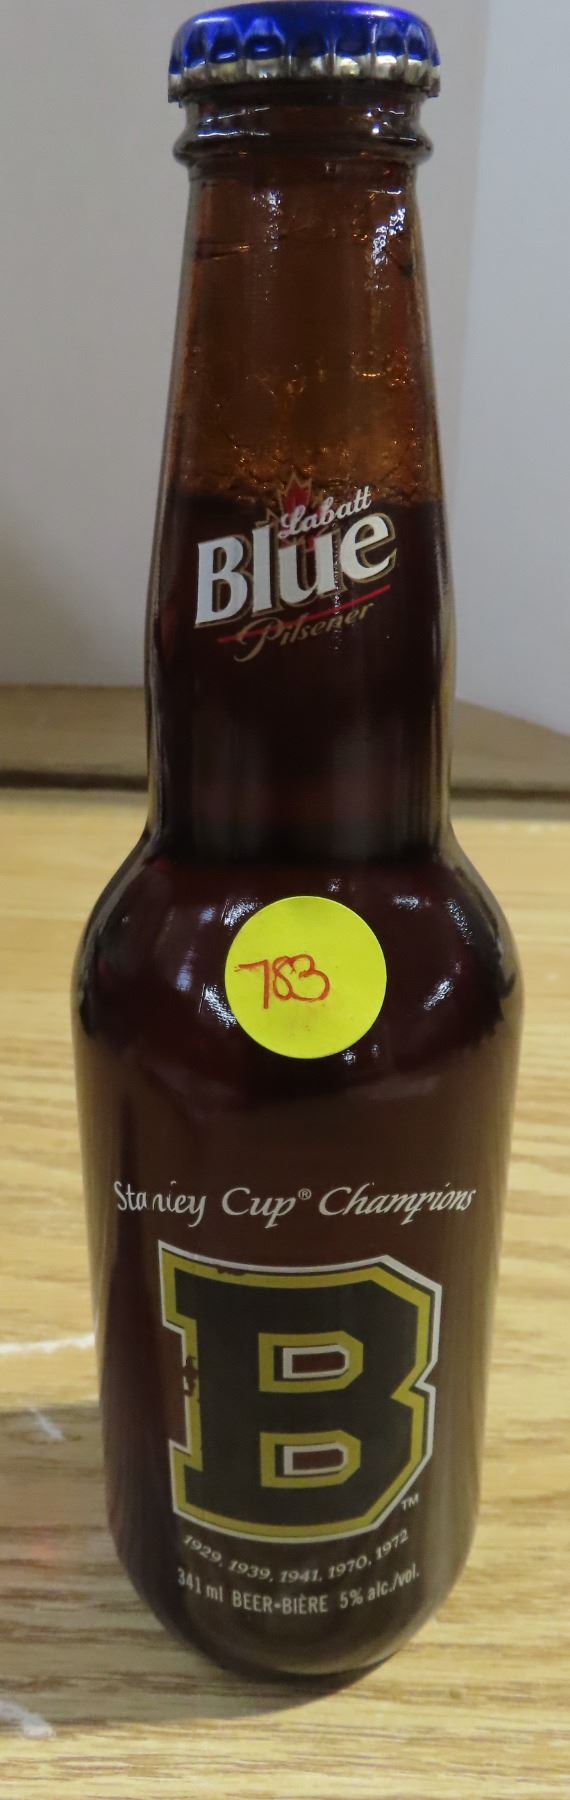 Labatt
Blue
Pilsener
783
Stanley Cup® Champions
B
TM
1929, 1939, 1941, 1970, 1972
341 ml BEER•BIÈRE 5% alc./vol.